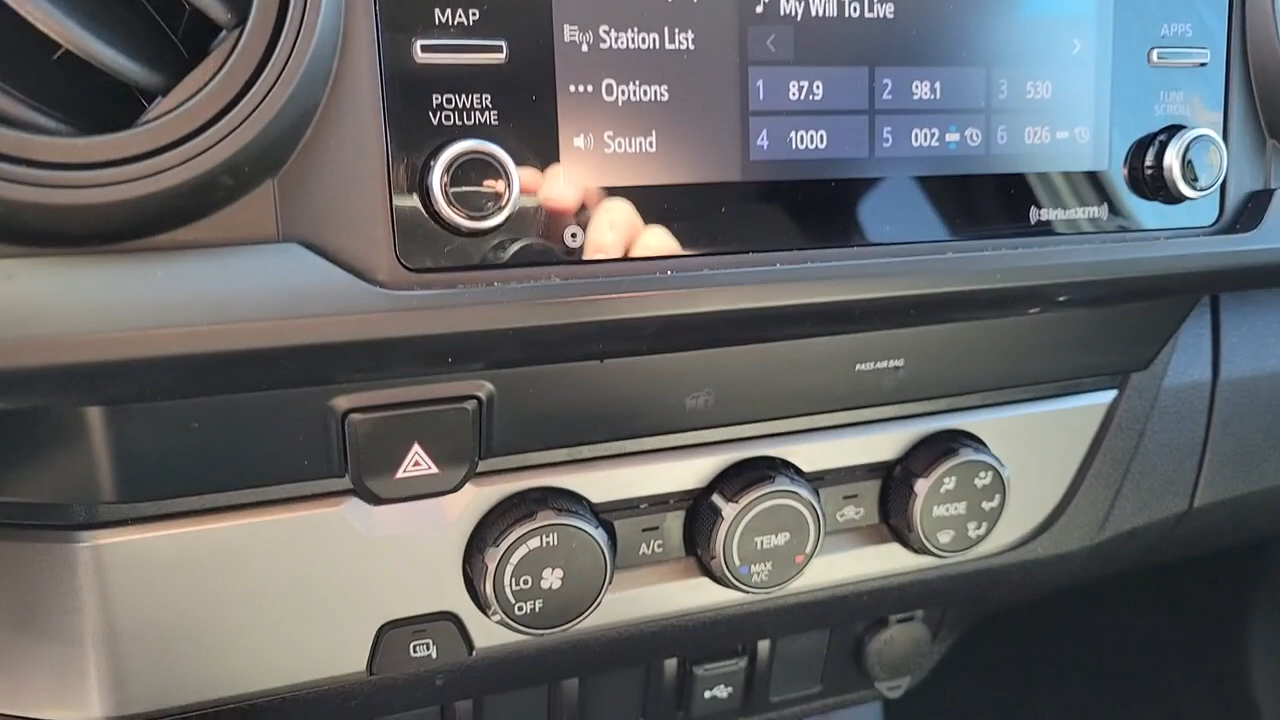 MAP
POWER
VOLUME
Station List
Options
Sound
My Will To Live
1 87.9
2 98.1
3 530
4 1000
5 002
6 026
APPS
TUNE
SCROLL
SiriusXM
PASS AIR BAG
HI
LO
OFF
A/C
TEMP
MAX
A/C
MODE